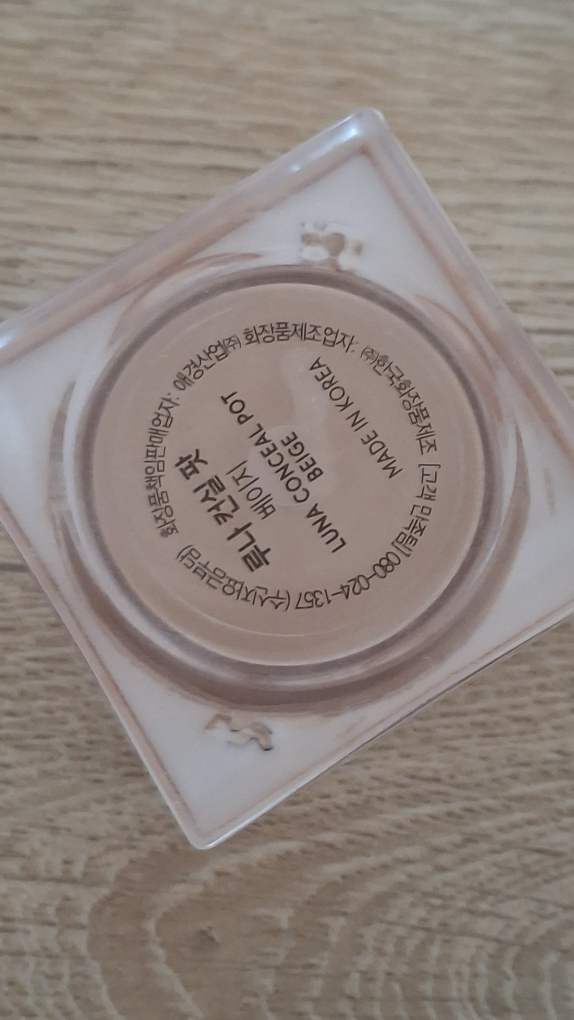 루나 컨실 팟
베이지
LUNA CONCEAL POT
BEIGE
MADE IN KOREA
화장품책임판매업자: 애경산업㈜ 화장품제조업자: ㈜한국화장품제조 [고객 만족팀] 080-024-1357 (수신자요금부담)